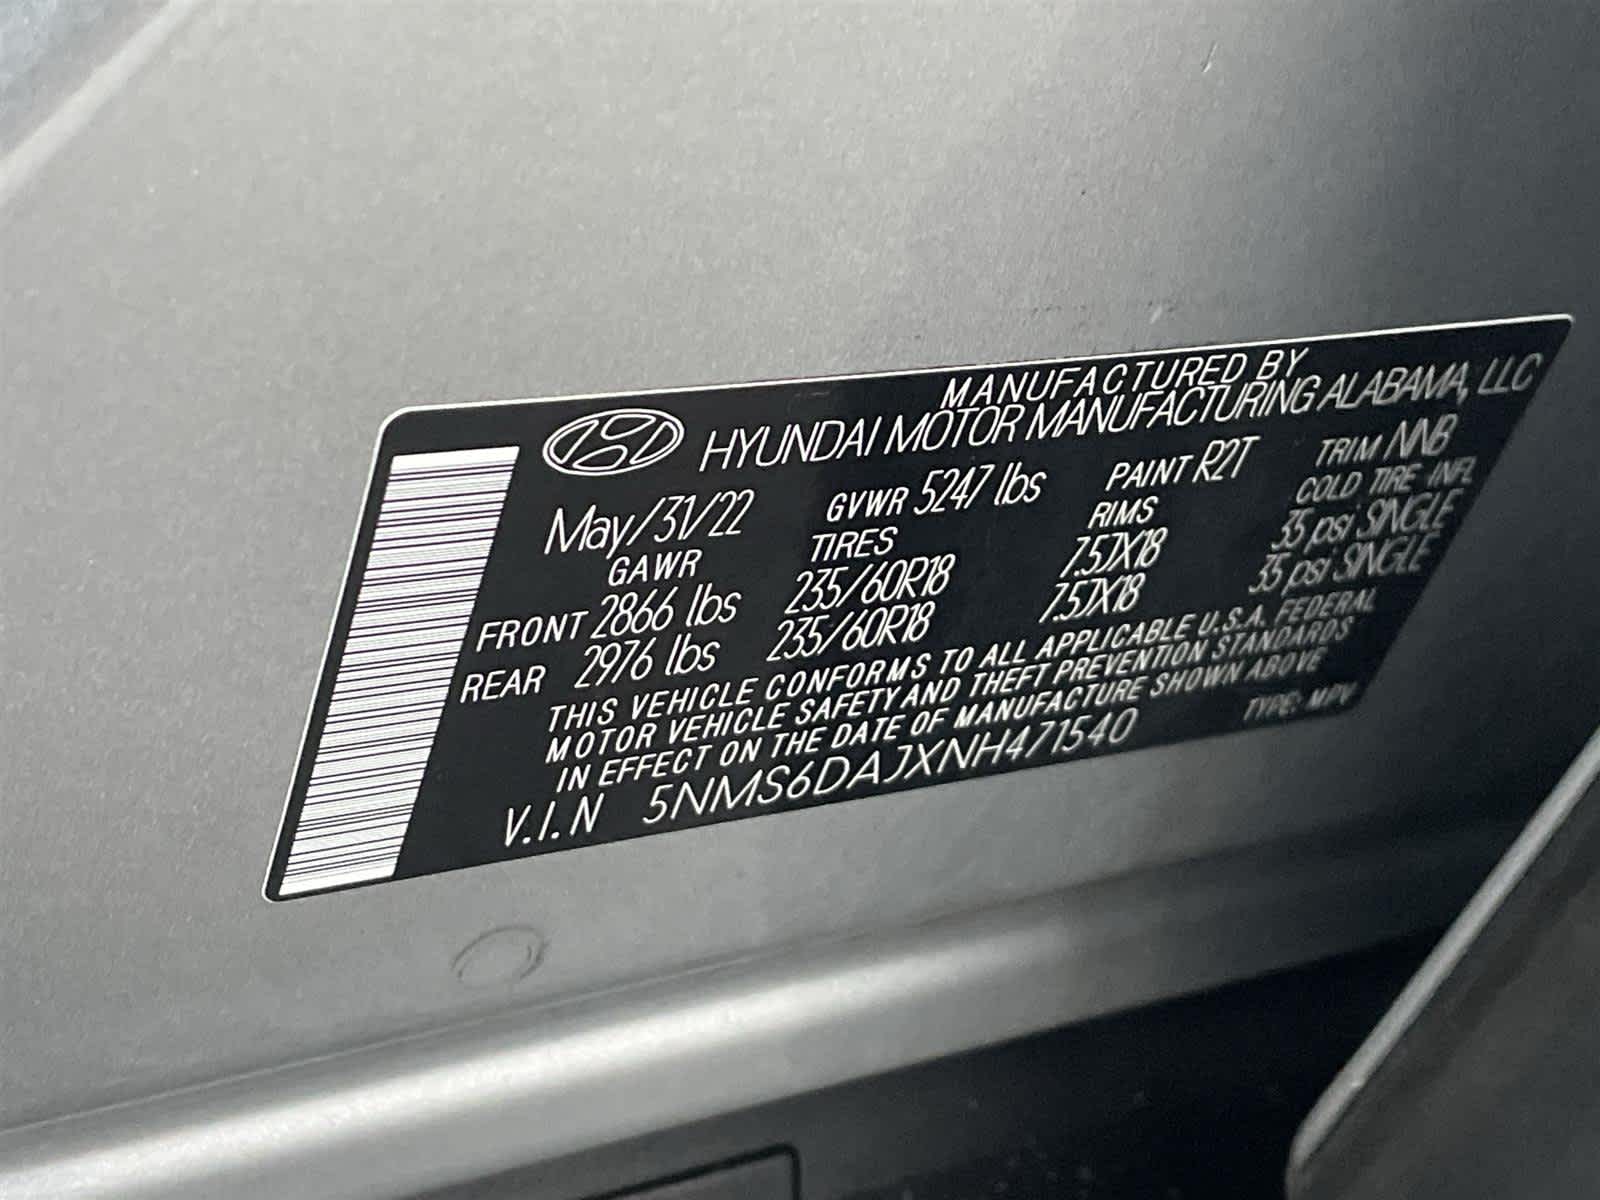 MANUFACTURED BY
HYUNDAI MOTOR MANUFACTURING ALABAMA, LLC
May/31/22 GVWR 5247 lbs PAINT R2T TRIM NNB
GAWR TIRES RIMS COLD TIRE INFL
FRONT 2866 lbs 235/60R18 7.5JX18 35 psi SINGLE
REAR 2976 lbs 235/60R18 7.5JX18 35 psi SINGLE
THIS VEHICLE CONFORMS TO ALL APPLICABLE U.S.A. FEDERAL
MOTOR VEHICLE SAFETY AND THEFT PREVENTION STANDARDS
IN EFFECT ON THE DATE OF MANUFACTURE SHOWN ABOVE
V.I.N 5NMS6DAJXNH471540 TYPE: MPV